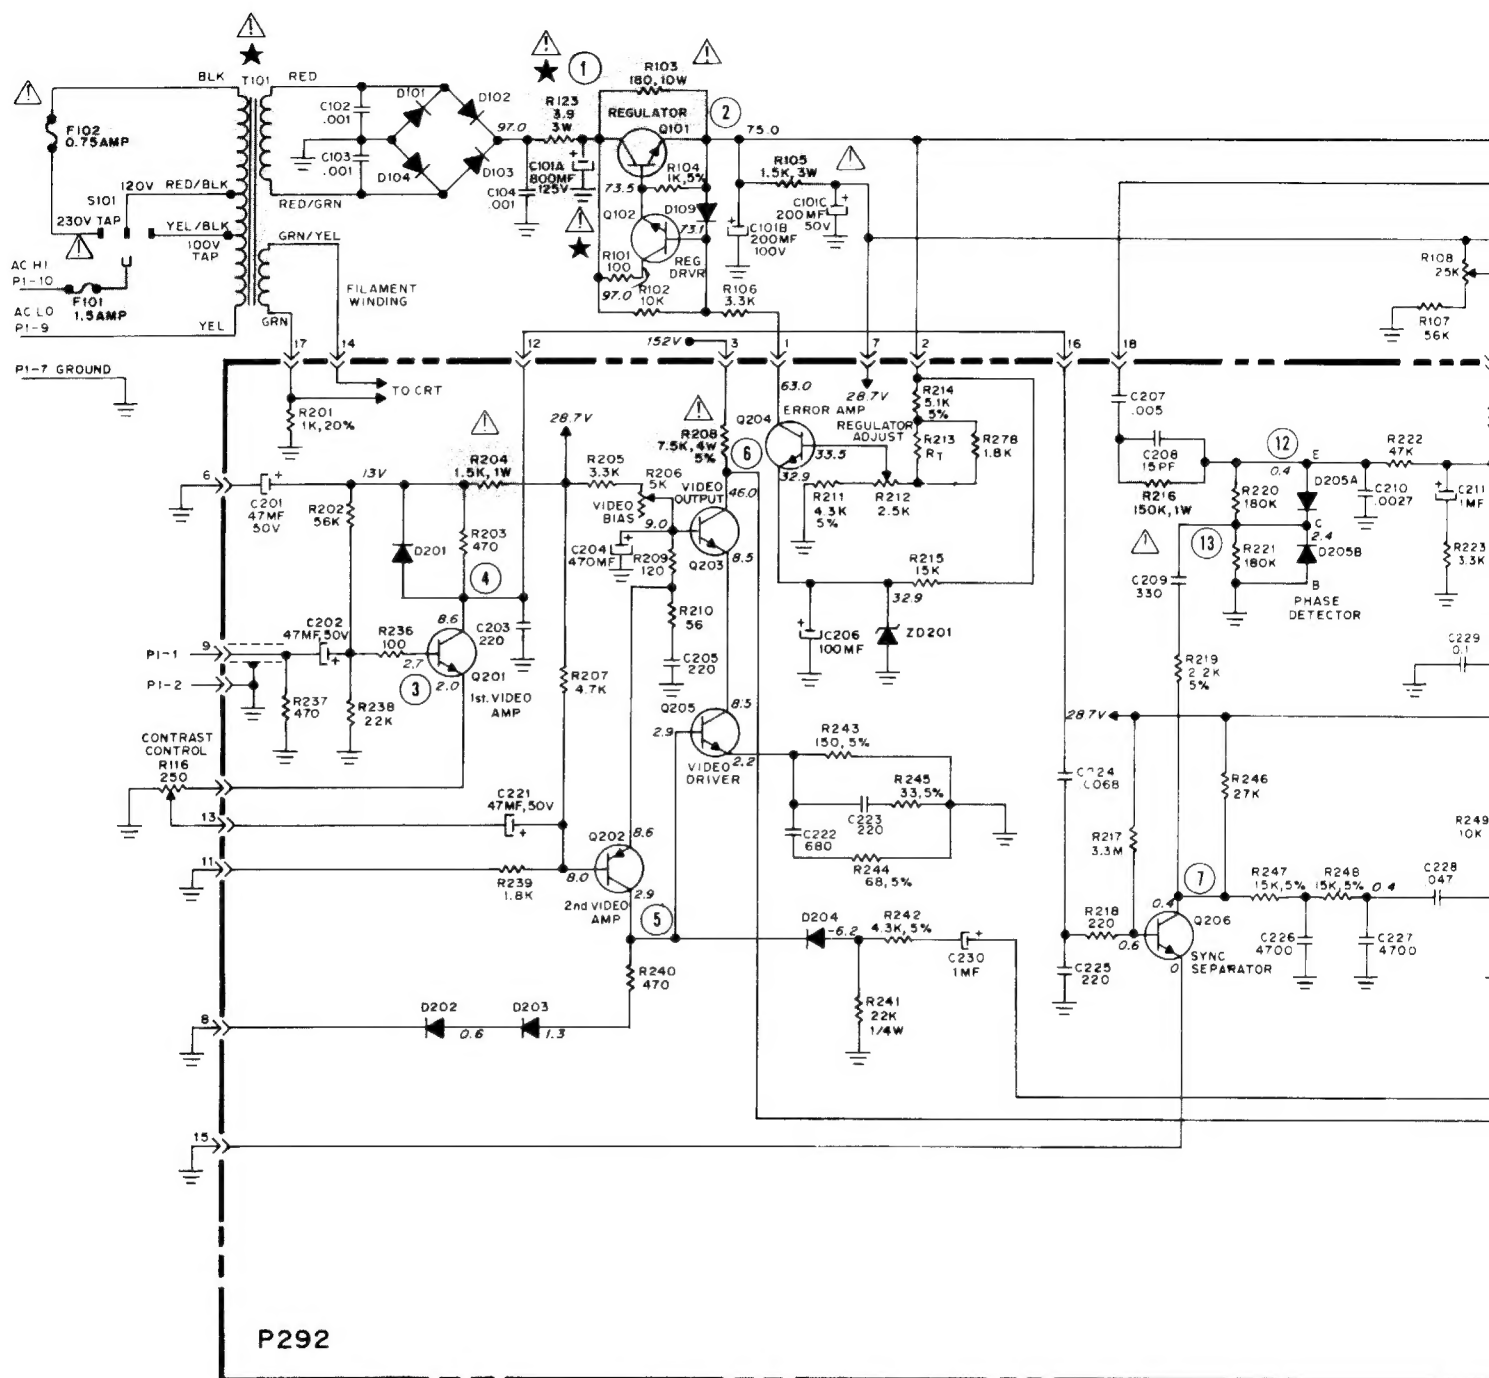 BLK
T101
RED
F102
0.75AMP
C102
.001
C103
.001
D101
D102
D104
D103
97.0
R123
3.9
3W
1
R103
180,10W
REGULATOR
Q101
2
75.0
C101A
800MF
125V
C104
.001
73.5
R104
1K,5%
Q102
D109
73.1
REG
DRVR
R101
100
97.0
R102
10K
R106
3.3K
R105
1.5K, 3W
C101B
200MF
100V
C101C
200MF
50V
120V
RED/BLK
S101
230V TAP
YEL/BLK
100V
TAP
RED/GRN
GRN/YEL
FILAMENT
WINDING
AC HI
P1-10
F101
1.5AMP
AC LO
P1-9
YEL
GRN
R108
25K
R107
56K
17
14
12
152V
3
1
7
2
16
18
P1-7 GROUND
TO CRT
R201
1K,20%
28.7V
63.0
ERROR AMP
Q204
28.7V
REGULATOR
ADJUST
33.5
32.9
R214
5.1K
5%
R213
RT
R278
1.8K
R211
4.3K
5%
R212
2.5K
R208
7.5K,4W
5%
6
VIDEO
OUTPUT
46.0
R204
1.5K, 1W
R205
3.3K
R206
5K
VIDEO
BIAS
9.0
C204
470MF
R209
120
Q203
8.5
6
13V
C201
47MF
50V
R202
56K
D201
R203
470
4
C207
.005
C208
15PF
R216
150K,1W
12
0.4
E
D205A
R220
180K
R222
47K
C210
.0027
C211
1MF
C
2.4
D205B
13
R221
180K
B
R223
3.3K
C209
330
PHASE
DETECTOR
R215
15K
32.9
C206
100MF
ZD201
R210
56
C205
220
C202
47MF,50V
R236
100
8.6
2.7
3
2.0
Q201
1st. VIDEO
AMP
C203
220
9
P1-1
P1-2
R237
470
R238
22K
R207
4.7K
Q205
8.5
2.9
2.2
VIDEO
DRIVER
R243
150,5%
R245
33,5%
C223
220
C222
680
R244
68,5%
R219
2.2K
5%
C229
0.1
28.7V
C224
.0068
R246
27K
R217
3.3M
R249
10K
CONTRAST
CONTROL
R116
250
13
C221
47MF,50V
11
R239
1.8K
Q202
8.6
8.0
2.9
2nd VIDEO
AMP
5
R240
470
D204
-6.2
R242
4.3K, 5%
C230
1MF
R241
22K
1/4W
R218
220
0.6
0.4
7
Q206
0
SYNC
SEPARATOR
C225
220
R247
15K,5%
R248
15K,5%
0.4
C228
.047
C226
4700
C227
4700
8
D202
0.6
D203
1.3
15
P292